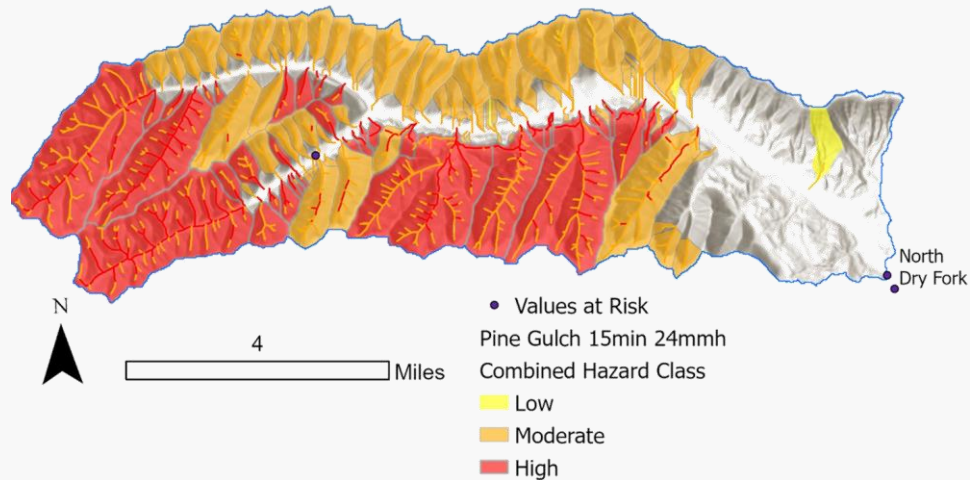 North
Dry Fork
N
4
Miles
Values at Risk
Pine Gulch 15min 24mmh
Combined Hazard Class
Low
Moderate
High